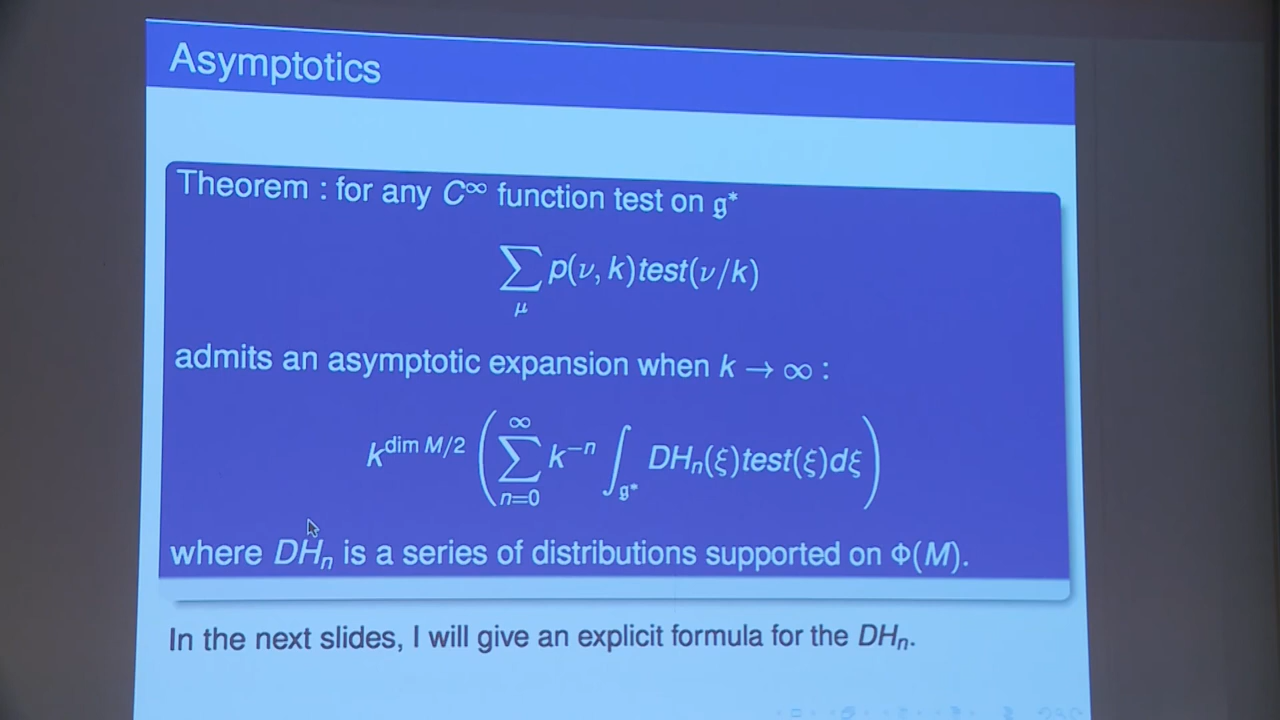 Asymptotics
Theorem : for any C^∞ function test on 𝔤*
∑_μ p(ν, k)test(ν/k)
admits an asymptotic expansion when k → ∞ :
k^{dim M/2} ( ∑_{n=0}^{∞} k^{-n} ∫_{𝔤*} DH_n(ξ)test(ξ)dξ )
where DH_n is a series of distributions supported on Φ(M).
In the next slides, I will give an explicit formula for the DH_n.